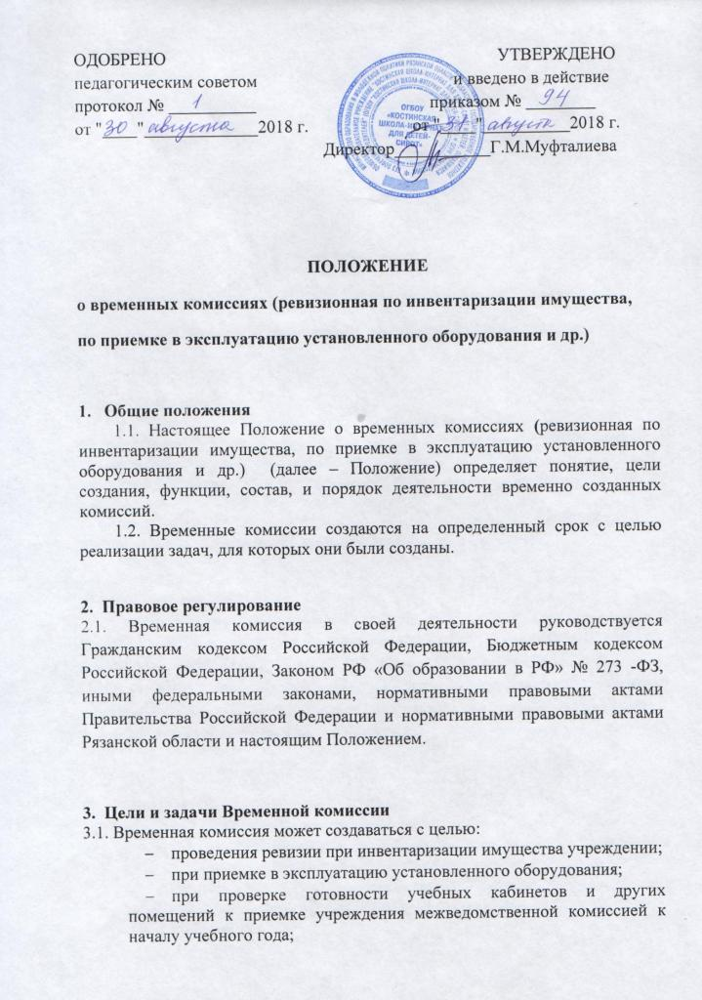 ОДОБРЕНО
педагогическим советом
протокол № 1
от "30" августа 2018 г.
УТВЕРЖДЕНО
и введено в действие
приказом № 94
от "31" августа 2018 г.
Директор Г.М.Муфталиева
ОГБОУ
«КОСТИНСКАЯ
ШКОЛА-ИНТЕРНАТ
ДЛЯ ДЕТЕЙ-
СИРОТ»
ПОЛОЖЕНИЕ
о временных комиссиях (ревизионная по инвентаризации имущества,
по приемке в эксплуатацию установленного оборудования и др.)
1. Общие положения
1.1. Настоящее Положение о временных комиссиях (ревизионная по
инвентаризации имущества, по приемке в эксплуатацию установленного
оборудования и др.) (далее – Положение) определяет понятие, цели
создания, функции, состав, и порядок деятельности временно созданных
комиссий.
1.2. Временные комиссии создаются на определенный срок с целью
реализации задач, для которых они были созданы.
2. Правовое регулирование
2.1. Временная комиссия в своей деятельности руководствуется
Гражданским кодексом Российской Федерации, Бюджетным кодексом
Российской Федерации, Законом РФ «Об образовании в РФ» № 273 -ФЗ,
иными федеральными законами, нормативными правовыми актами
Правительства Российской Федерации и нормативными правовыми актами
Рязанской области и настоящим Положением.
3. Цели и задачи Временной комиссии
3.1. Временная комиссия может создаваться с целью:
– проведения ревизии при инвентаризации имущества учреждении;
– при приемке в эксплуатацию установленного оборудования;
– при проверке готовности учебных кабинетов и других
помещений к приемке учреждения межведомственной комиссией к
началу учебного года;